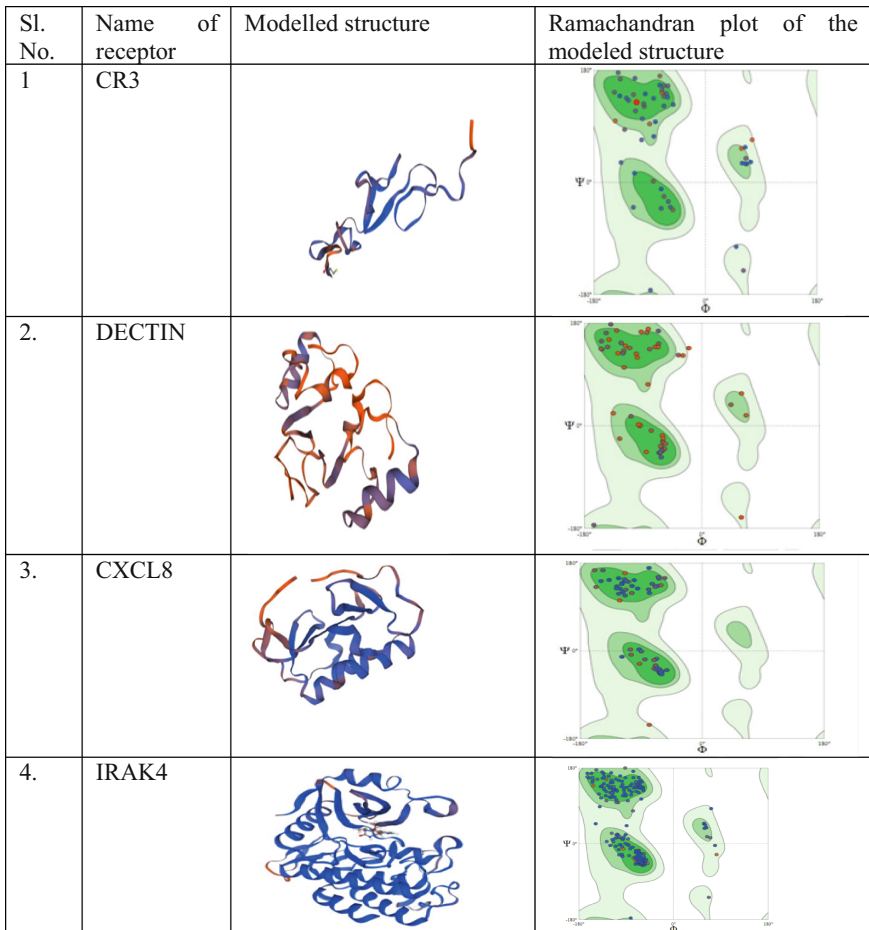 Sl. No.
Name of receptor
Modelled structure
Ramachandran plot of the modeled structure
1
CR3
180°
Ψ 0°
-180°
-180° 0° 180°
Φ
2.
DECTIN
180°
Ψ 0°
-180°
-180° 0° 180°
Φ
3.
CXCL8
180°
Ψ 0°
-180°
-180° 0° 180°
Φ
4.
IRAK4
180°
Ψ 0°
-180°
-180° 0° 180°
Φ